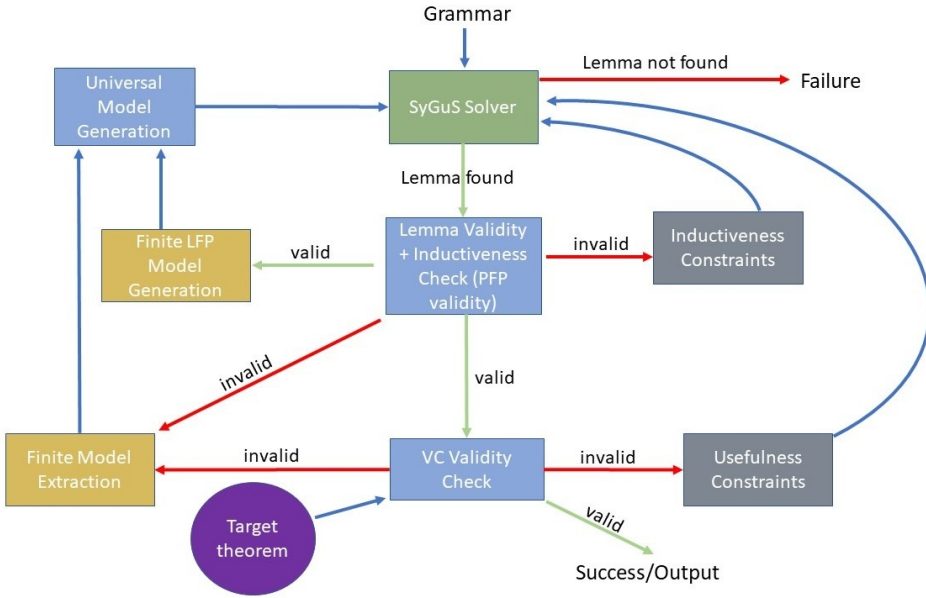 Grammar
Lemma not found
Failure
Universal
Model
Generation
SyGuS Solver
Lemma found
Finite LFP
Model
Generation
valid
Lemma Validity
+ Inductiveness
Check (PFP
validity)
invalid
Inductiveness
Constraints
invalid
valid
Finite Model
Extraction
invalid
VC Validity
Check
invalid
Usefulness
Constraints
Target
theorem
valid
Success/Output